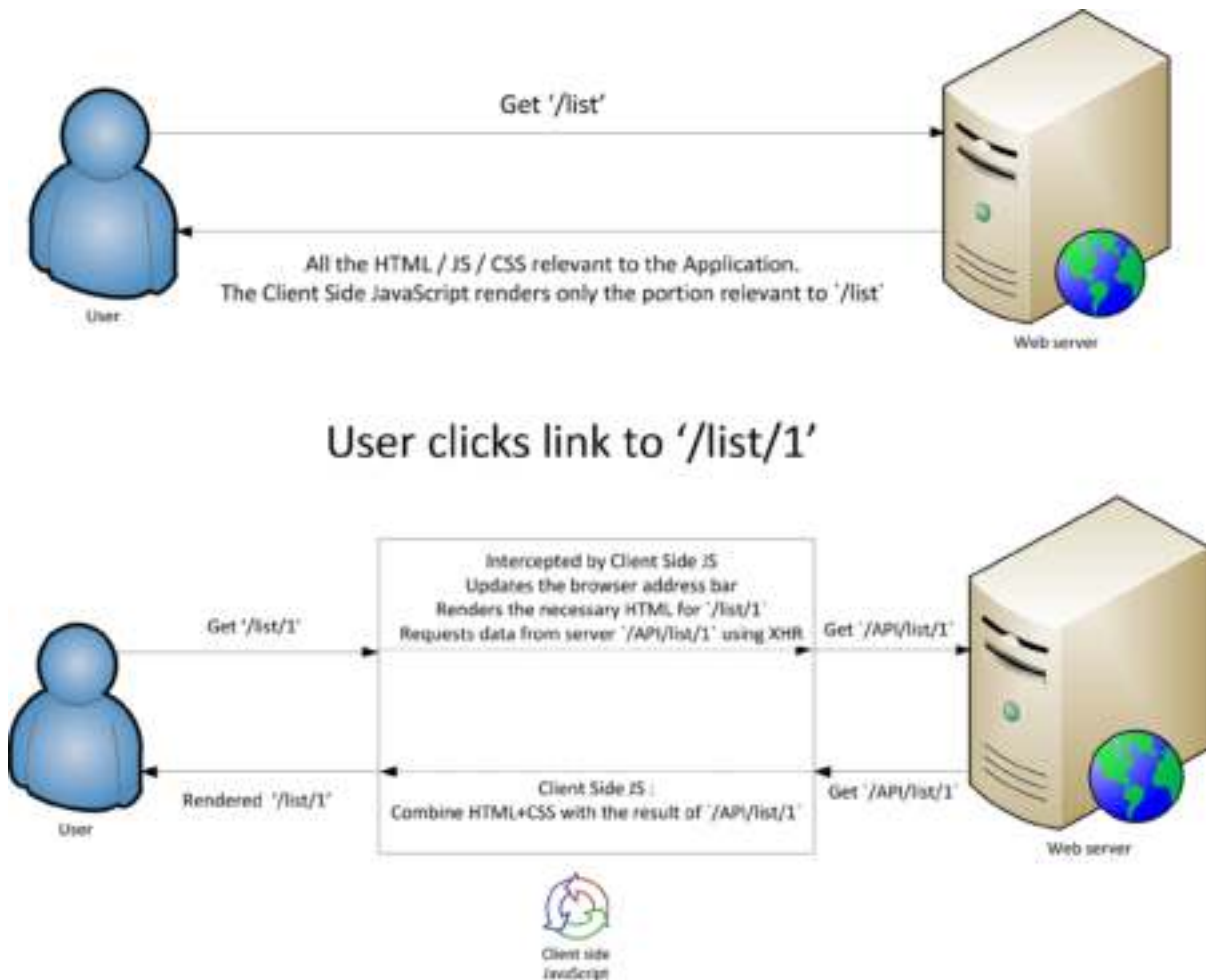 Get '/list'
All the HTML / JS / CSS relevant to the Application.
The Client Side JavaScript renders only the portion relevant to `/list`
User
Web server
User clicks link to '/list/1'
Intercepted by Client Side JS
Updates the browser address bar
Renders the necessary HTML for `/list/1`
Requests data from server `/API/list/1` using XHR
Get '/list/1'
Get `/API/list/1`
Rendered '/list/1'
Client Side JS :
Combine HTML+CSS with the result of `/API/list/1`
Get `/API/list/1`
User
Web server
Client side
JavaScript